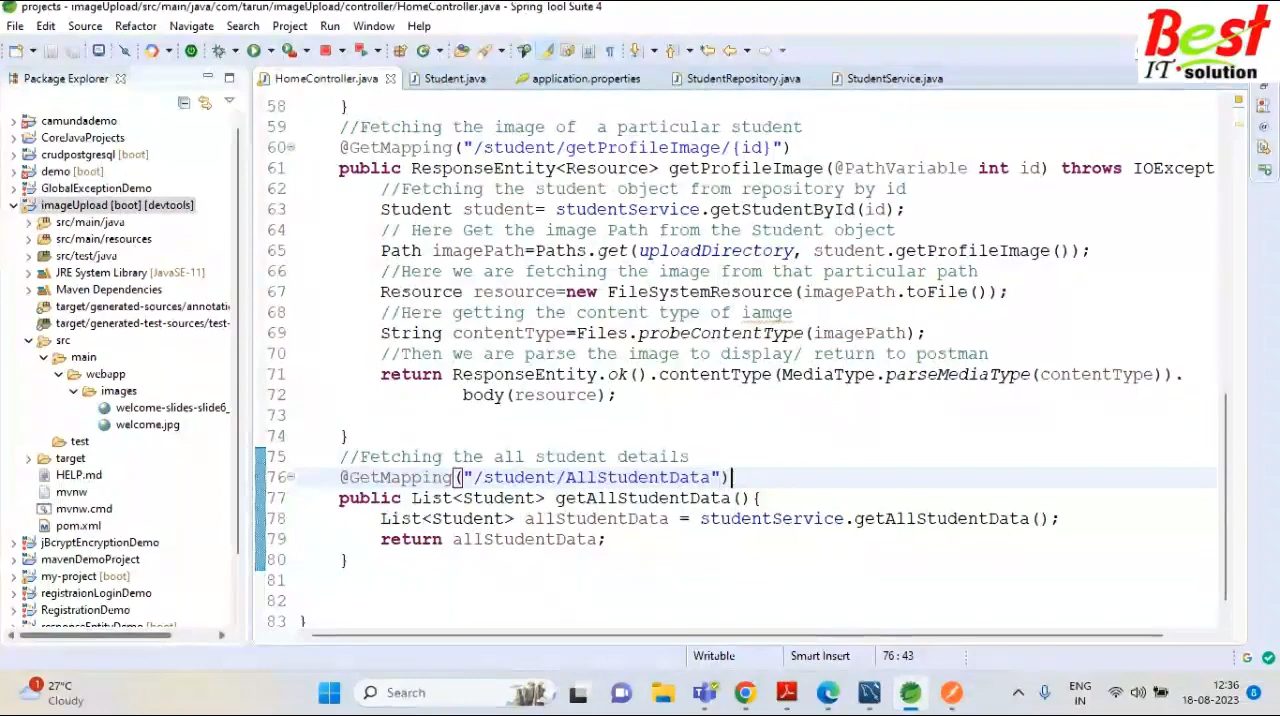 projects - imageUpload/src/main/java/com/tarun/imageUpload/controller/HomeController.java - Spring Tool Suite 4
File Edit Source Refactor Navigate Search Project Run Window Help
Best
IT solution
Package Explorer
HomeController.java
Student.java
application.properties
StudentRepository.java
StudentService.java
camundademo
CoreJavaProjects
crudpostgresql [boot]
demo [boot]
GlobalExceptionDemo
imageUpload [boot] [devtools]
src/main/java
src/main/resources
src/test/java
JRE System Library [JavaSE-11]
Maven Dependencies
target/generated-sources/annotati
target/generated-test-sources/test-
src
main
webapp
images
welcome-slides-slide6_
welcome.jpg
test
target
HELP.md
mvnw
mvnw.cmd
pom.xml
jBcryptEncryptionDemo
mavenDemoProject
my-project [boot]
registraionLoginDemo
RegistrationDemo
58 }
59 //Fetching the image of a particular student
60 @GetMapping("/student/getProfileImage/{id}")
61 public ResponseEntity<Resource> getProfileImage(@PathVariable int id) throws IOExcept
62 //Fetching the student object from repository by id
63 Student student= studentService.getStudentById(id);
64 // Here Get the image Path from the Student object
65 Path imagePath=Paths.get(uploadDirectory, student.getProfileImage());
66 //Here we are fetching the image from that particular path
67 Resource resource=new FileSystemResource(imagePath.toFile());
68 //Here getting the content type of iamge
69 String contentType=Files.probeContentType(imagePath);
70 //Then we are parse the image to display/ return to postman
71 return ResponseEntity.ok().contentType(MediaType.parseMediaType(contentType)).
72 body(resource);
73
74 }
75 //Fetching the all student details
76 @GetMapping("/student/AllStudentData")
77 public List<Student> getAllStudentData(){
78 List<Student> allStudentData = studentService.getAllStudentData();
79 return allStudentData;
80 }
81
82
83 }
Writable Smart Insert 76 : 43
1
27°C
Cloudy
Search
ENG
IN
12:36
18-08-2023
8